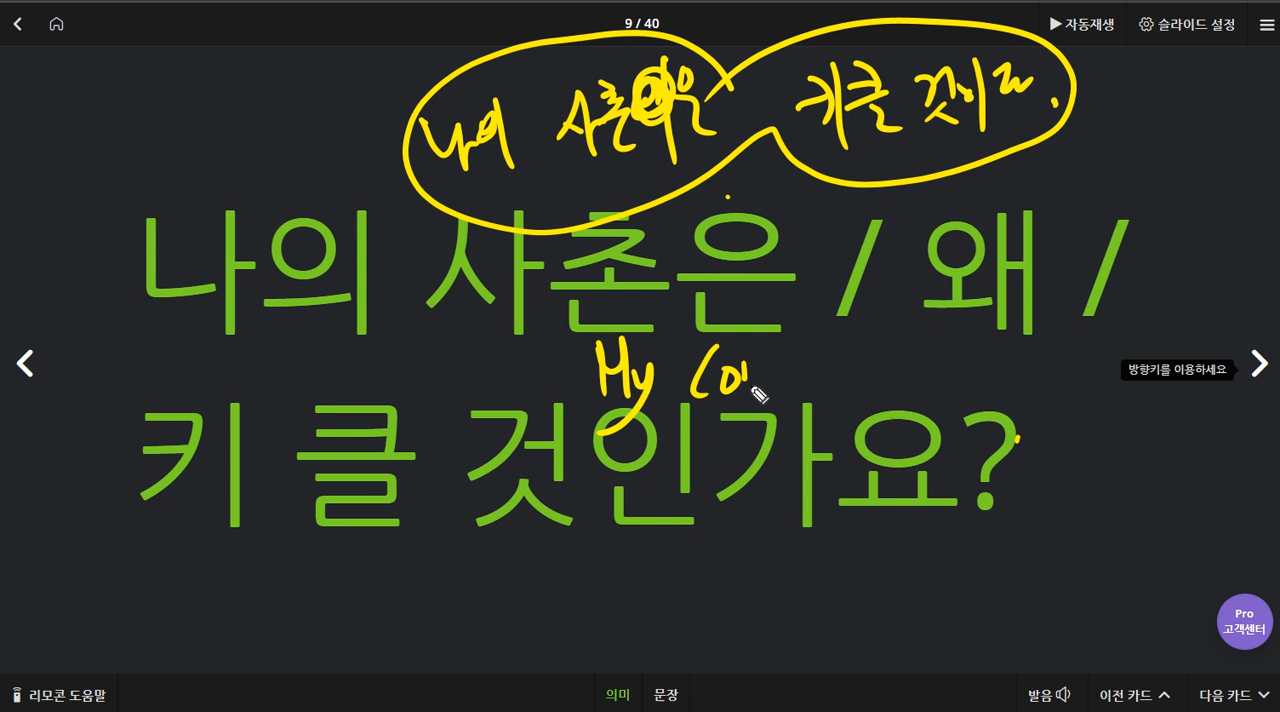 9 / 40
▶ 자동재생
슬라이드 설정
나의 사촌은 키클 것이다.
나의 사촌은 / 왜 /
My co
방향키를 이용하세요
키 클 것인가요?
Pro
고객센터
리모콘 도움말
의미
문장
발음
이전 카드
다음 카드